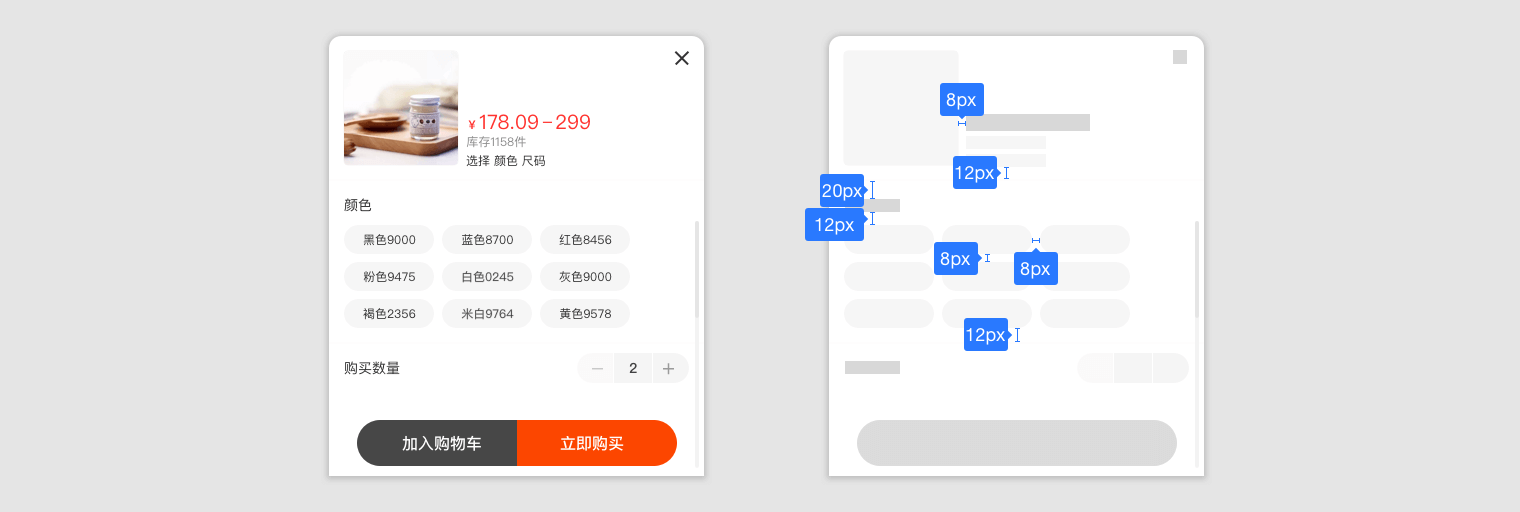 ¥178.09-299
库存1158件
选择 颜色 尺码
颜色
黑色9000 蓝色8700 红色8456
粉色9475 白色0245 灰色9000
褐色2356 米白9764 黄色9578
购买数量 － 2 ＋
加入购物车 立即购买
8px
12px
20px
12px
8px
8px
12px